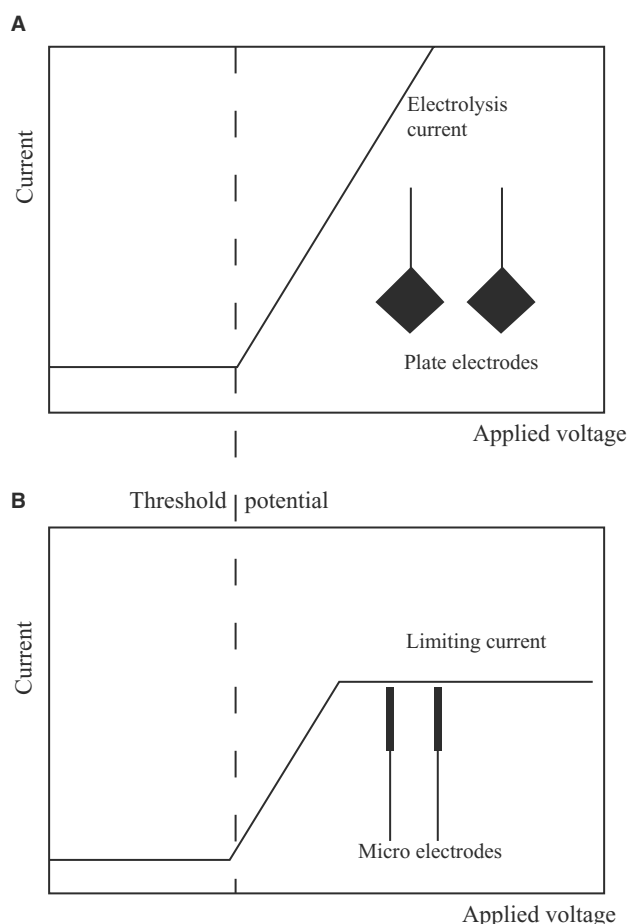 A
Current
Electrolysis
current
Plate electrodes
Applied voltage
Threshold potential
B
Current
Limiting current
Micro electrodes
Applied voltage